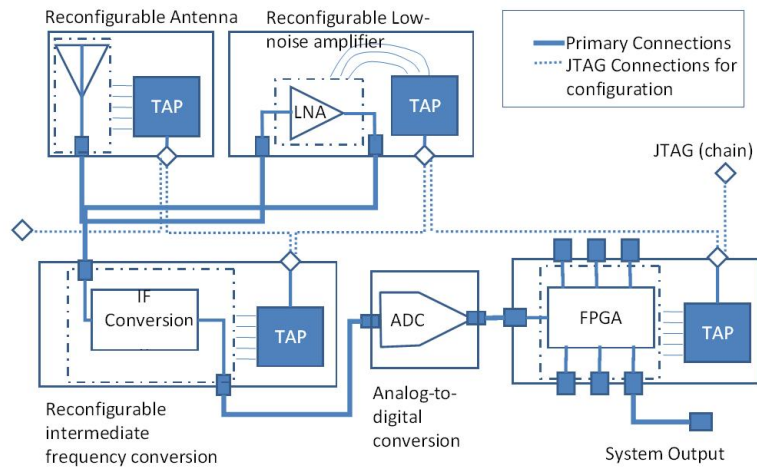 Reconfigurable Antenna
Reconfigurable Low-
noise amplifier
Primary Connections
JTAG Connections for
configuration
TAP
LNA
TAP
JTAG (chain)
IF
Conversion
TAP
ADC
FPGA
TAP
Reconfigurable
intermediate
frequency conversion
Analog-to-
digital
conversion
System Output